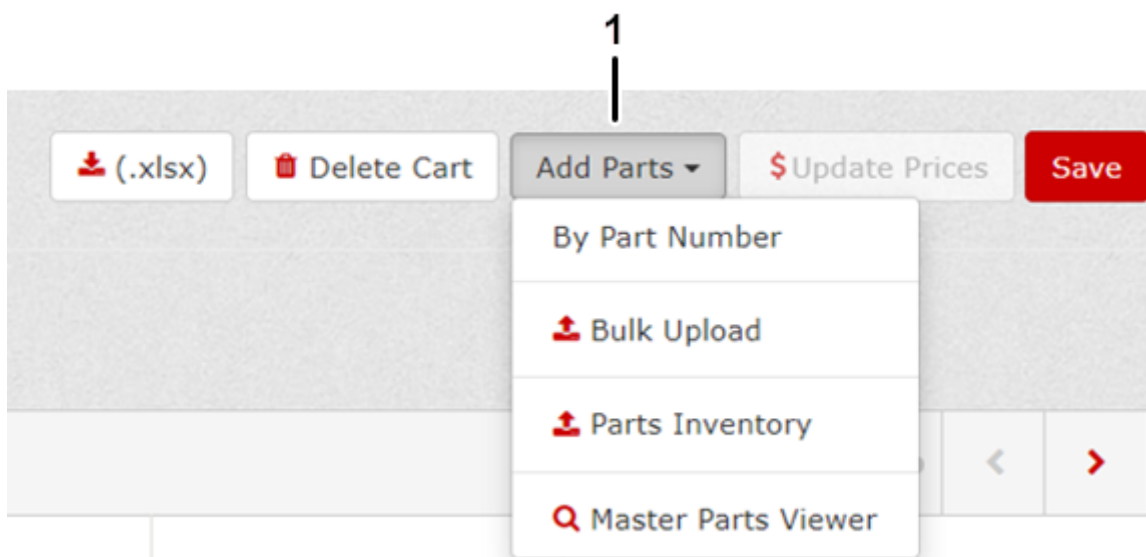 1
(.xlsx) Delete Cart Add Parts $Update Prices Save
By Part Number
Bulk Upload
Parts Inventory
Master Parts Viewer